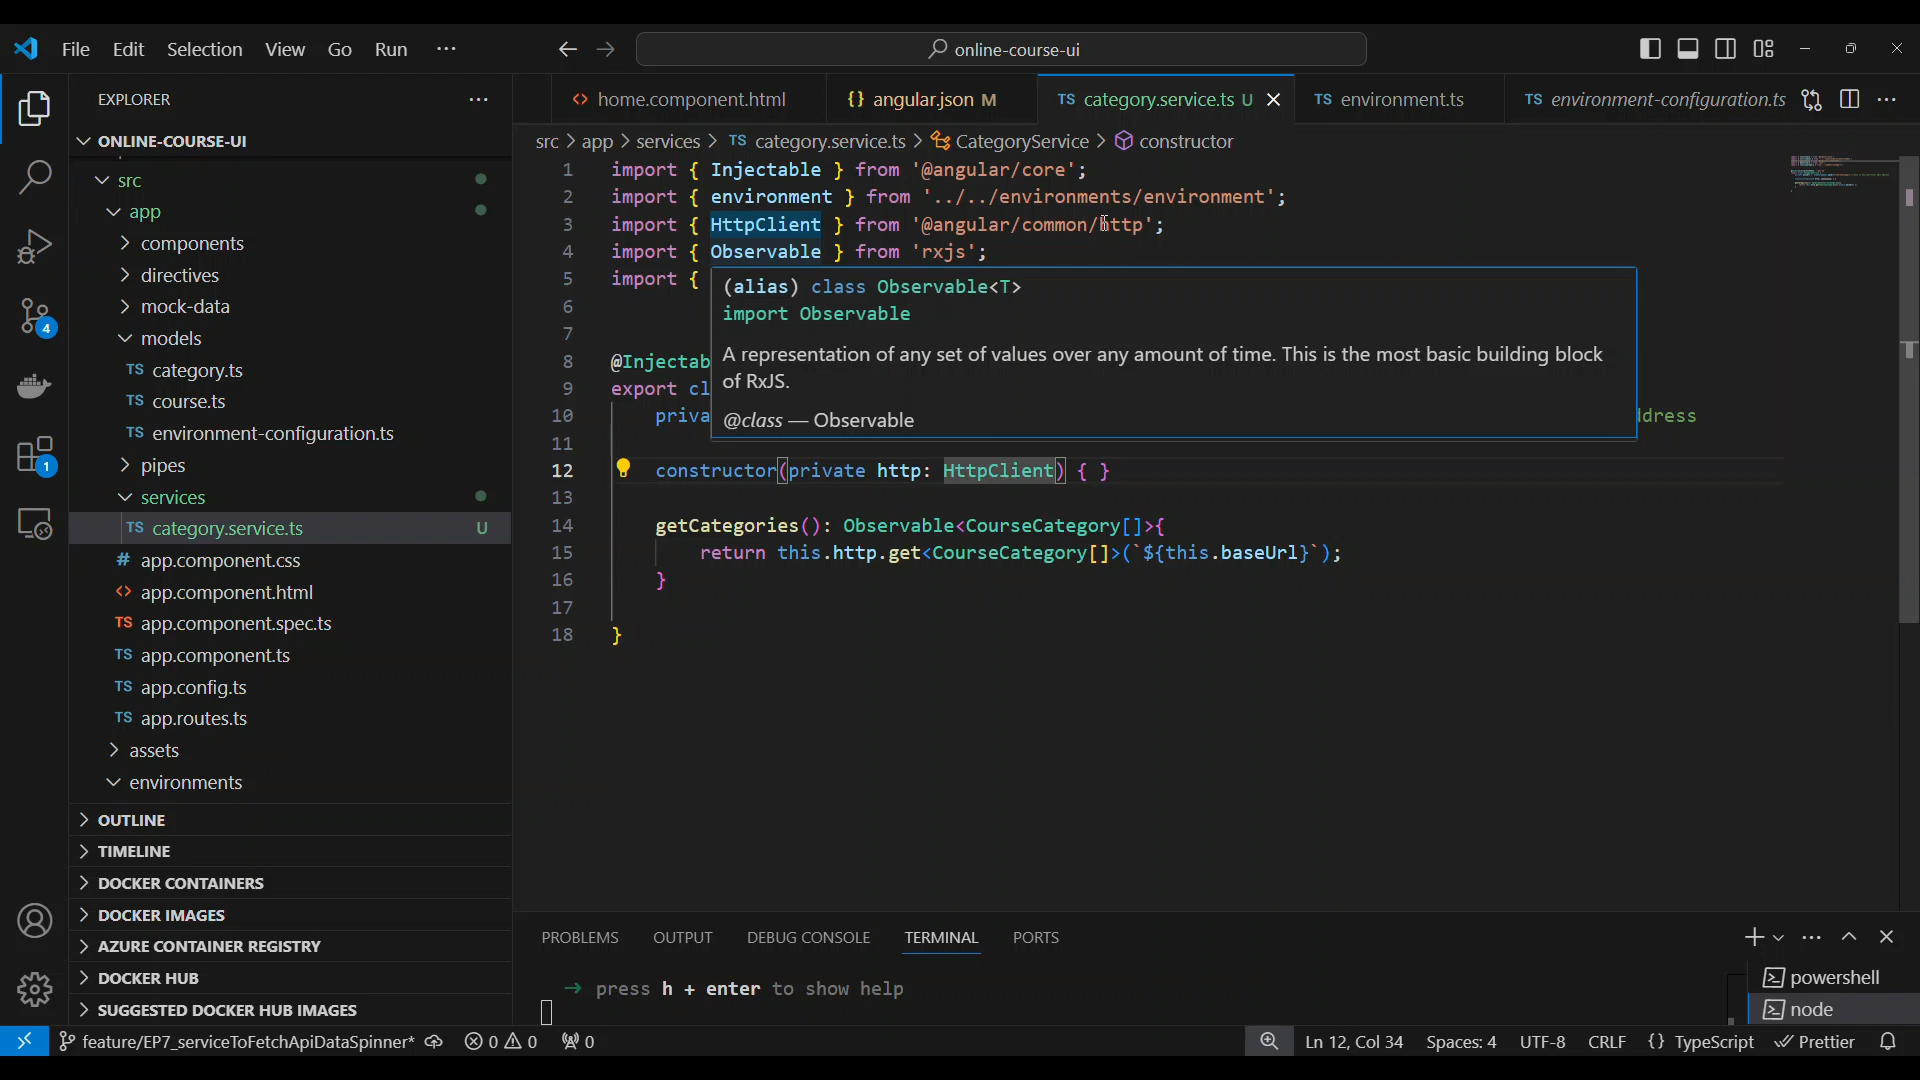 File Edit Selection View Go Run ···
online-course-ui
EXPLORER
ONLINE-COURSE-UI
src
app
components
directives
mock-data
models
TS category.ts
TS course.ts
TS environment-configuration.ts
pipes
services
TS category.service.ts U
# app.component.css
<> app.component.html
TS app.component.spec.ts
TS app.component.ts
TS app.config.ts
TS app.routes.ts
assets
environments
OUTLINE
TIMELINE
DOCKER CONTAINERS
DOCKER IMAGES
AZURE CONTAINER REGISTRY
DOCKER HUB
SUGGESTED DOCKER HUB IMAGES
4
1
<> home.component.html {} angular.json M TS category.service.ts U TS environment.ts TS environment-configuration.ts
src > app > services > TS category.service.ts > CategoryService > constructor
1 import { Injectable } from '@angular/core';
2 import { environment } from '../../environments/environment';
3 import { HttpClient } from '@angular/common/http';
4 import { Observable } from 'rxjs';
5 import {
(alias) class Observable<T>
import Observable
A representation of any set of values over any amount of time. This is the most basic building block
of RxJS.
@class — Observable
6
7
8 @Injectab
9 export cl
10 priva dress
11
12 constructor(private http: HttpClient) { }
13
14 getCategories(): Observable<CourseCategory[]>{
15 return this.http.get<CourseCategory[]>(`${this.baseUrl}`);
16 }
17
18 }
PROBLEMS OUTPUT DEBUG CONSOLE TERMINAL PORTS
→ press h + enter to show help
powershell
node
feature/EP7_serviceToFetchApiDataSpinner* 0 0 0 Ln 12, Col 34 Spaces: 4 UTF-8 CRLF {} TypeScript Prettier